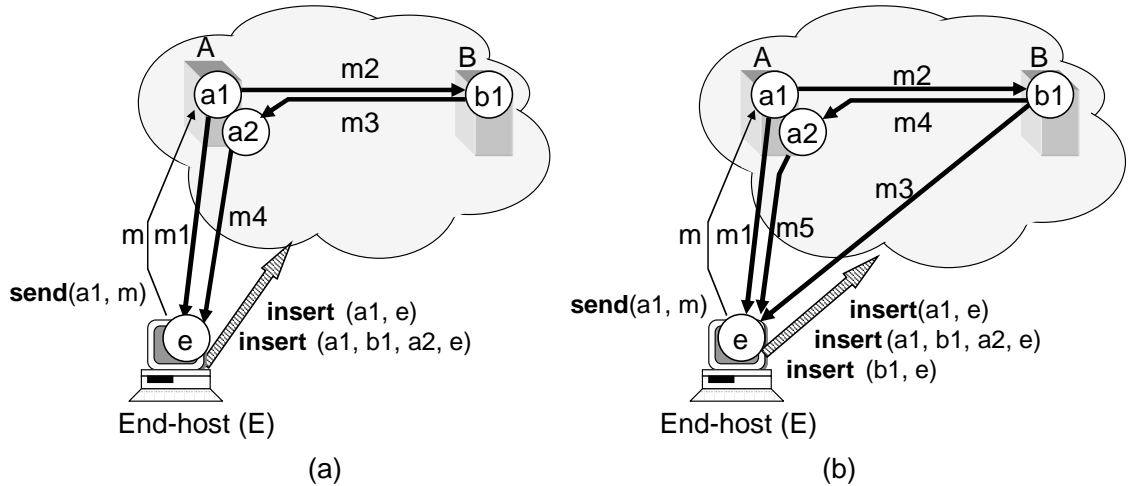 A
B
a1
m2
b1
a2
m3
m
m1
m4
send(a1, m)
insert (a1, e)
e
insert (a1, b1, a2, e)
End-host (E)
(a)
A
B
a1
m2
b1
a2
m4
m3
m
m1
m5
send(a1, m)
insert(a1, e)
e
insert(a1, b1, a2, e)
insert (b1, e)
End-host (E)
(b)